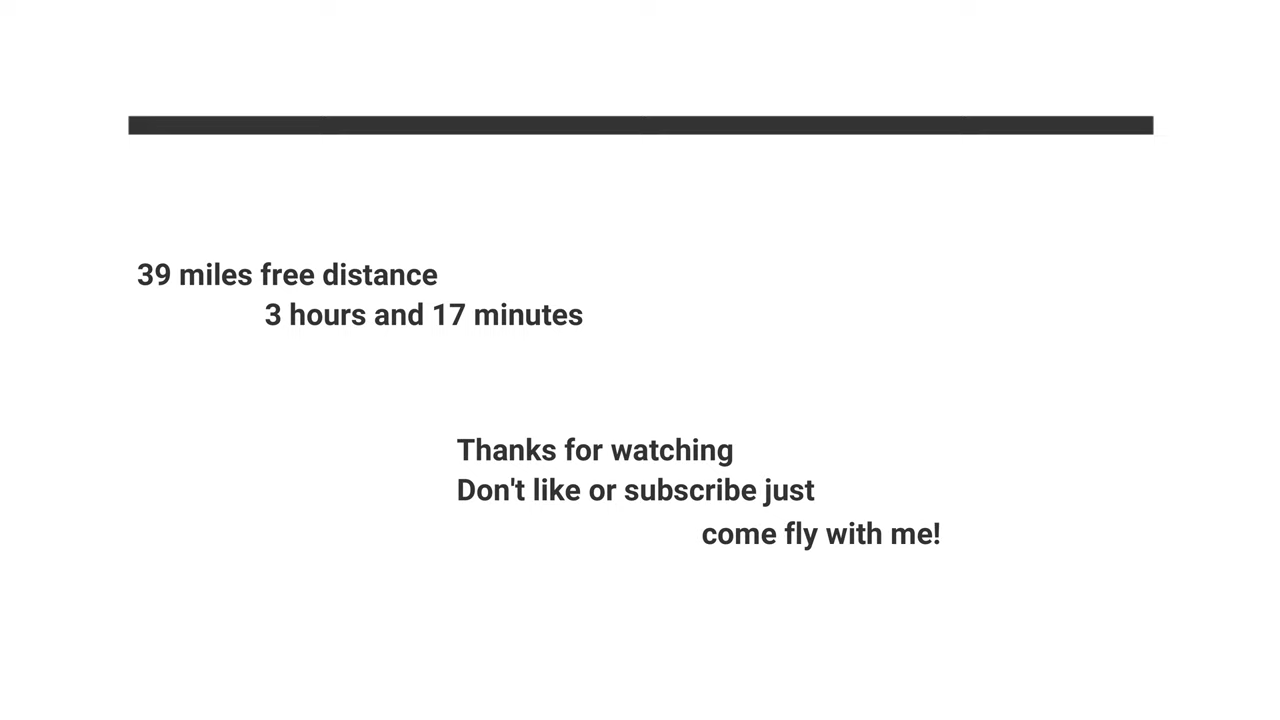 39 miles free distance
3 hours and 17 minutes
Thanks for watching
Don't like or subscribe just
come fly with me!